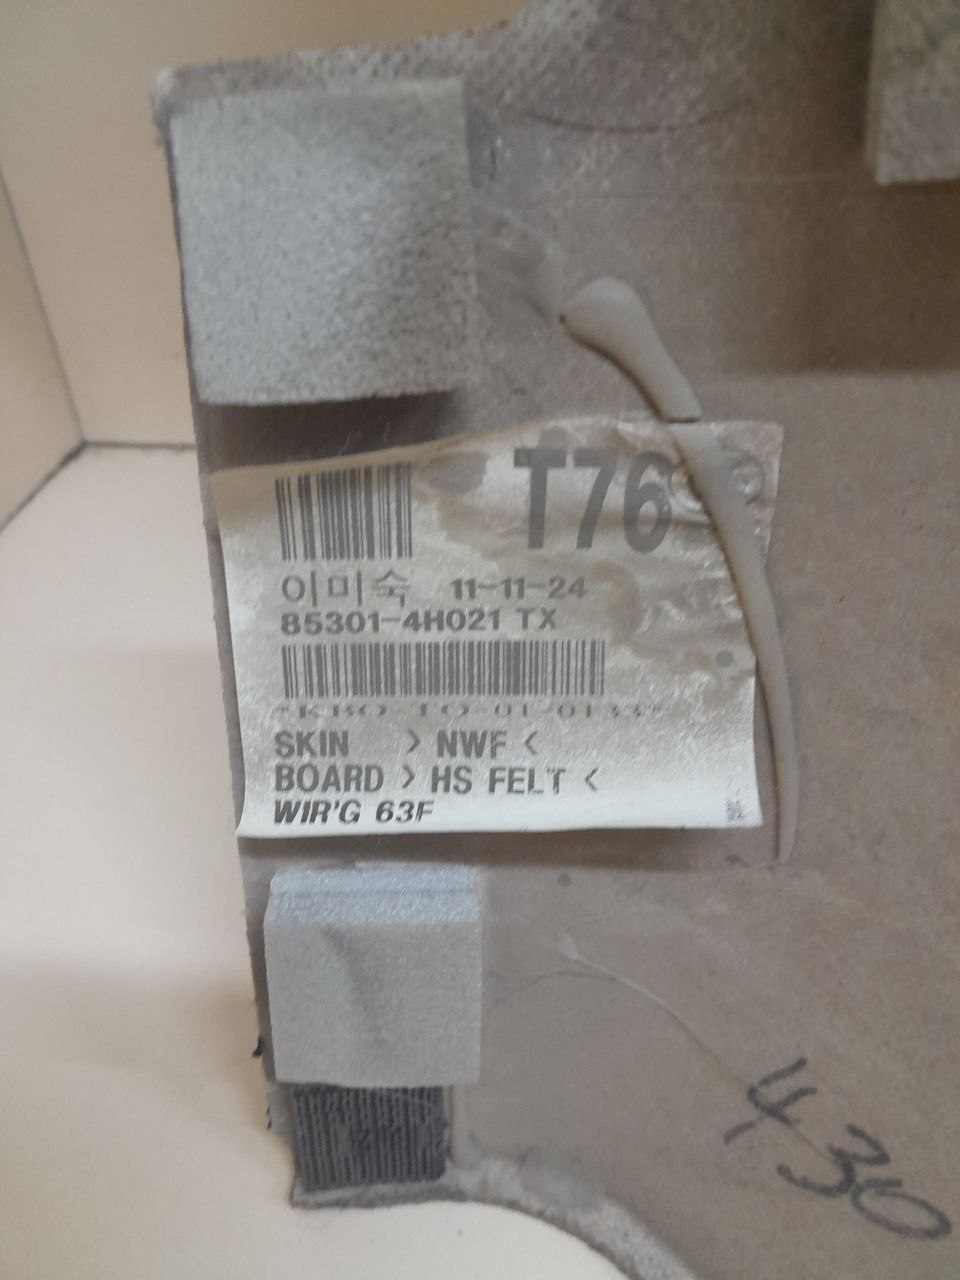 T76
이미숙 11-11-24
85301-4H021 TX
SKIN > NWF <
BOARD > HS FELT <
WIR'G 63F
430